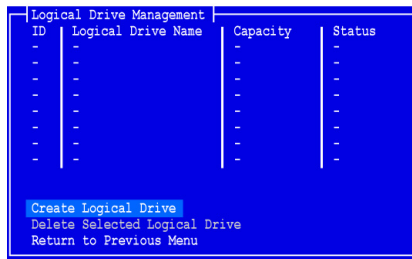 Logical Drive Management
ID Logical Drive Name Capacity Status
- - - -
- - - -
- - - -
- - - -
- - - -
- - - -
- - - -
- - - -
Create Logical Drive
Delete Selected Logical Drive
Return to Previous Menu